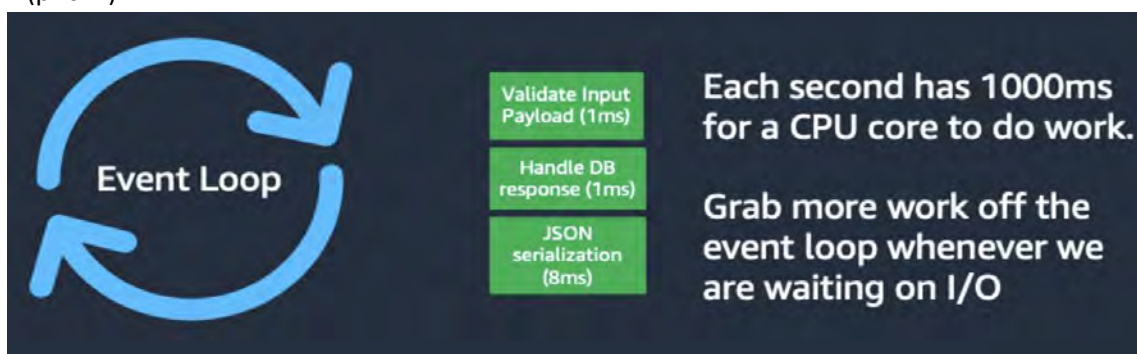 Event Loop
Validate Input
Payload (1ms)
Handle DB
response (1ms)
JSON
serialization
(8ms)
Each second has 1000ms
for a CPU core to do work.
Grab more work off the
event loop whenever we
are waiting on I/O